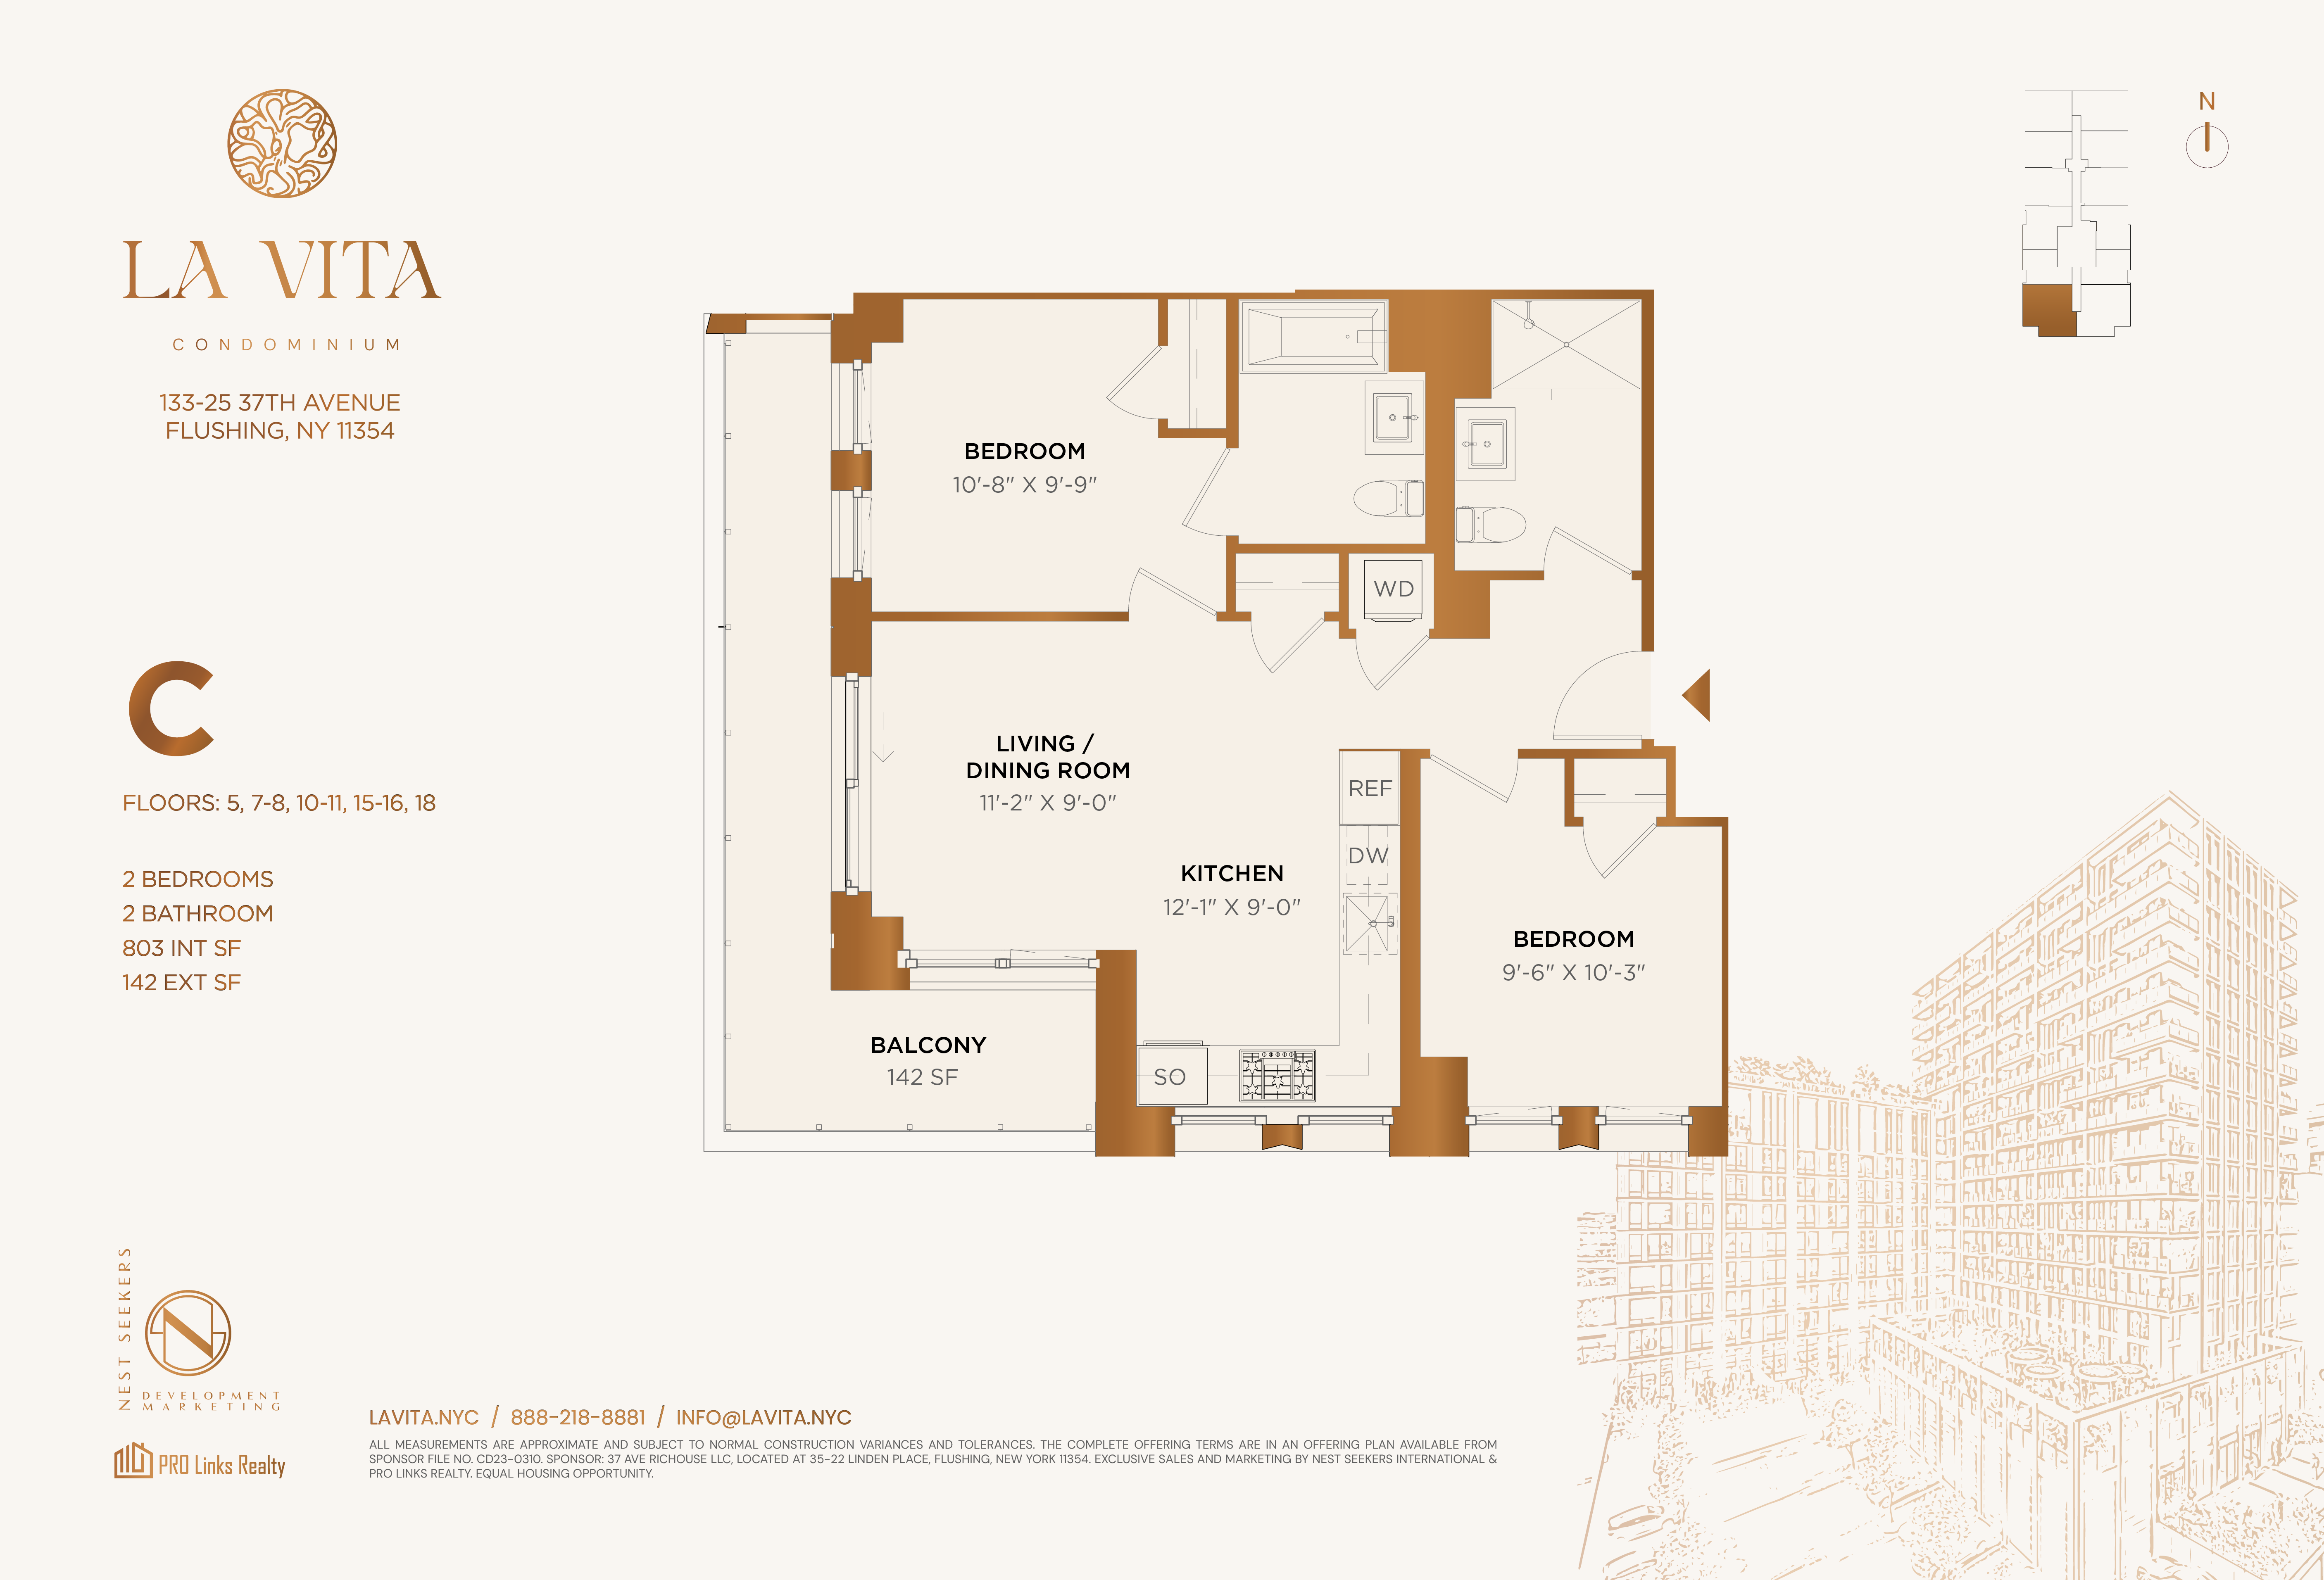 LA VITA
CONDOMINIUM
133-25 37TH AVENUE
FLUSHING, NY 11354
C
FLOORS: 5, 7-8, 10-11, 15-16, 18
2 BEDROOMS
2 BATHROOM
803 INT SF
142 EXT SF
N
BEDROOM
10'-8" X 9'-9"
WD
LIVING /
DINING ROOM
11'-2" X 9'-0"
REF
DW
KITCHEN
12'-1" X 9'-0"
BEDROOM
9'-6" X 10'-3"
BALCONY
142 SF
SO
NEST SEEKERS
N
DEVELOPMENT
MARKETING
PRO Links Realty
LAVITA.NYC / 888-218-8881 / INFO@LAVITA.NYC
ALL MEASUREMENTS ARE APPROXIMATE AND SUBJECT TO NORMAL CONSTRUCTION VARIANCES AND TOLERANCES. THE COMPLETE OFFERING TERMS ARE IN AN OFFERING PLAN AVAILABLE FROM
SPONSOR FILE NO. CD23-0310. SPONSOR: 37 AVE RICHOUSE LLC, LOCATED AT 35-22 LINDEN PLACE, FLUSHING, NEW YORK 11354. EXCLUSIVE SALES AND MARKETING BY NEST SEEKERS INTERNATIONAL &
PRO LINKS REALTY. EQUAL HOUSING OPPORTUNITY.